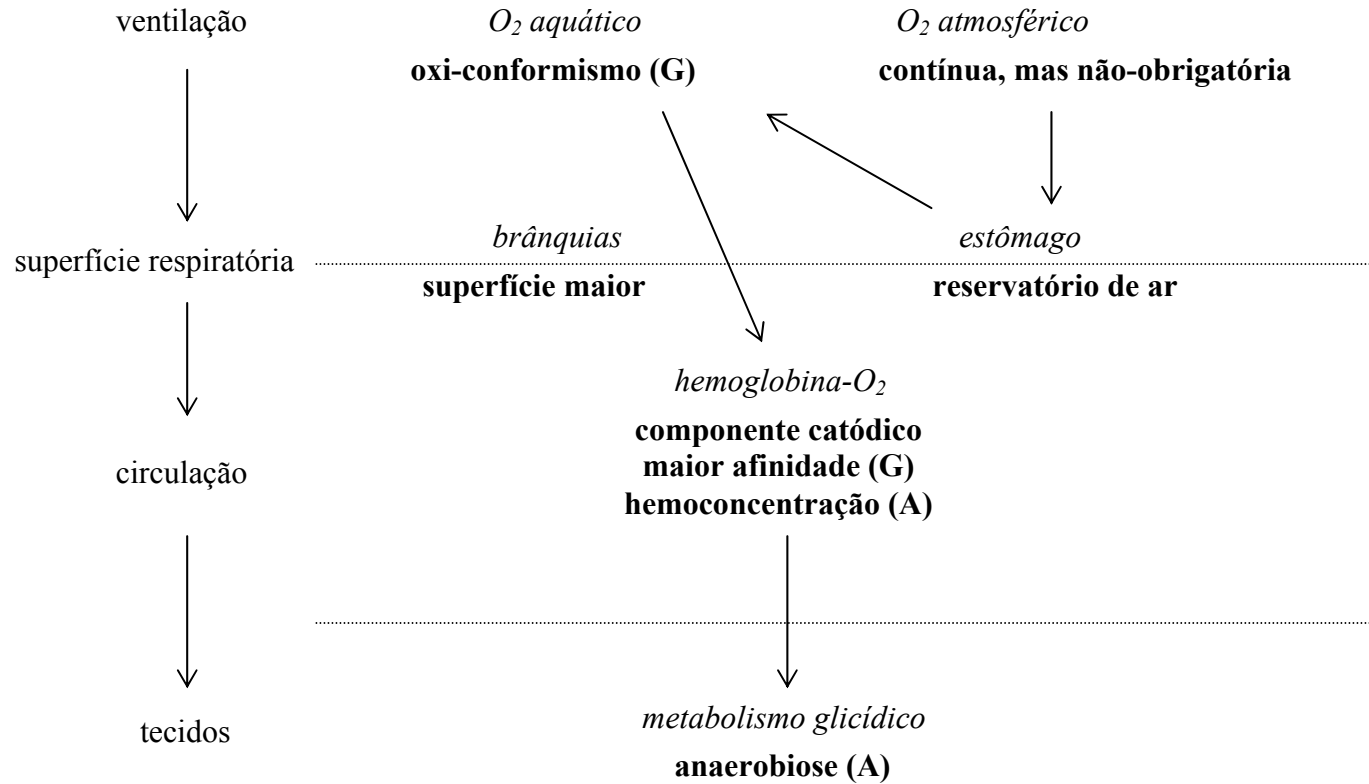 ventilação
O2 aquático
O2 atmosférico
oxi-conformismo (G)
contínua, mas não-obrigatória
superfície respiratória
brânquias
estômago
superfície maior
reservatório de ar
hemoglobina-O2
componente catódico
maior afinidade (G)
hemoconcentração (A)
circulação
tecidos
metabolismo glicídico
anaerobiose (A)